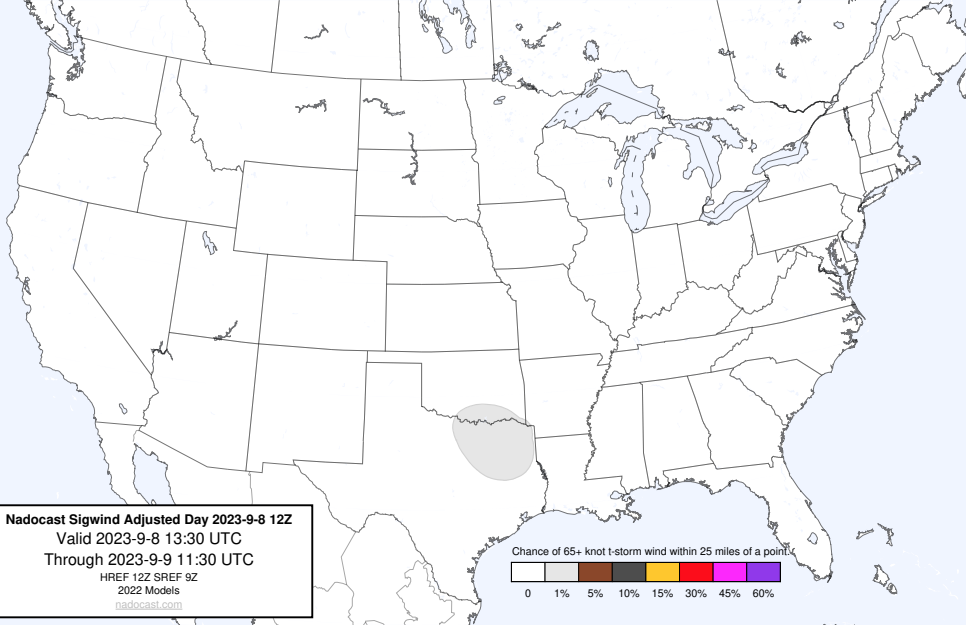 Nadocast Sigwind Adjusted Day 2023-9-8 12Z
Valid 2023-9-8 13:30 UTC
Through 2023-9-9 11:30 UTC
HREF 12Z SREF 9Z
2022 Models
nadocast.com
Chance of 65+ knot t-storm wind within 25 miles of a point.
0 1% 5% 10% 15% 30% 45% 60%